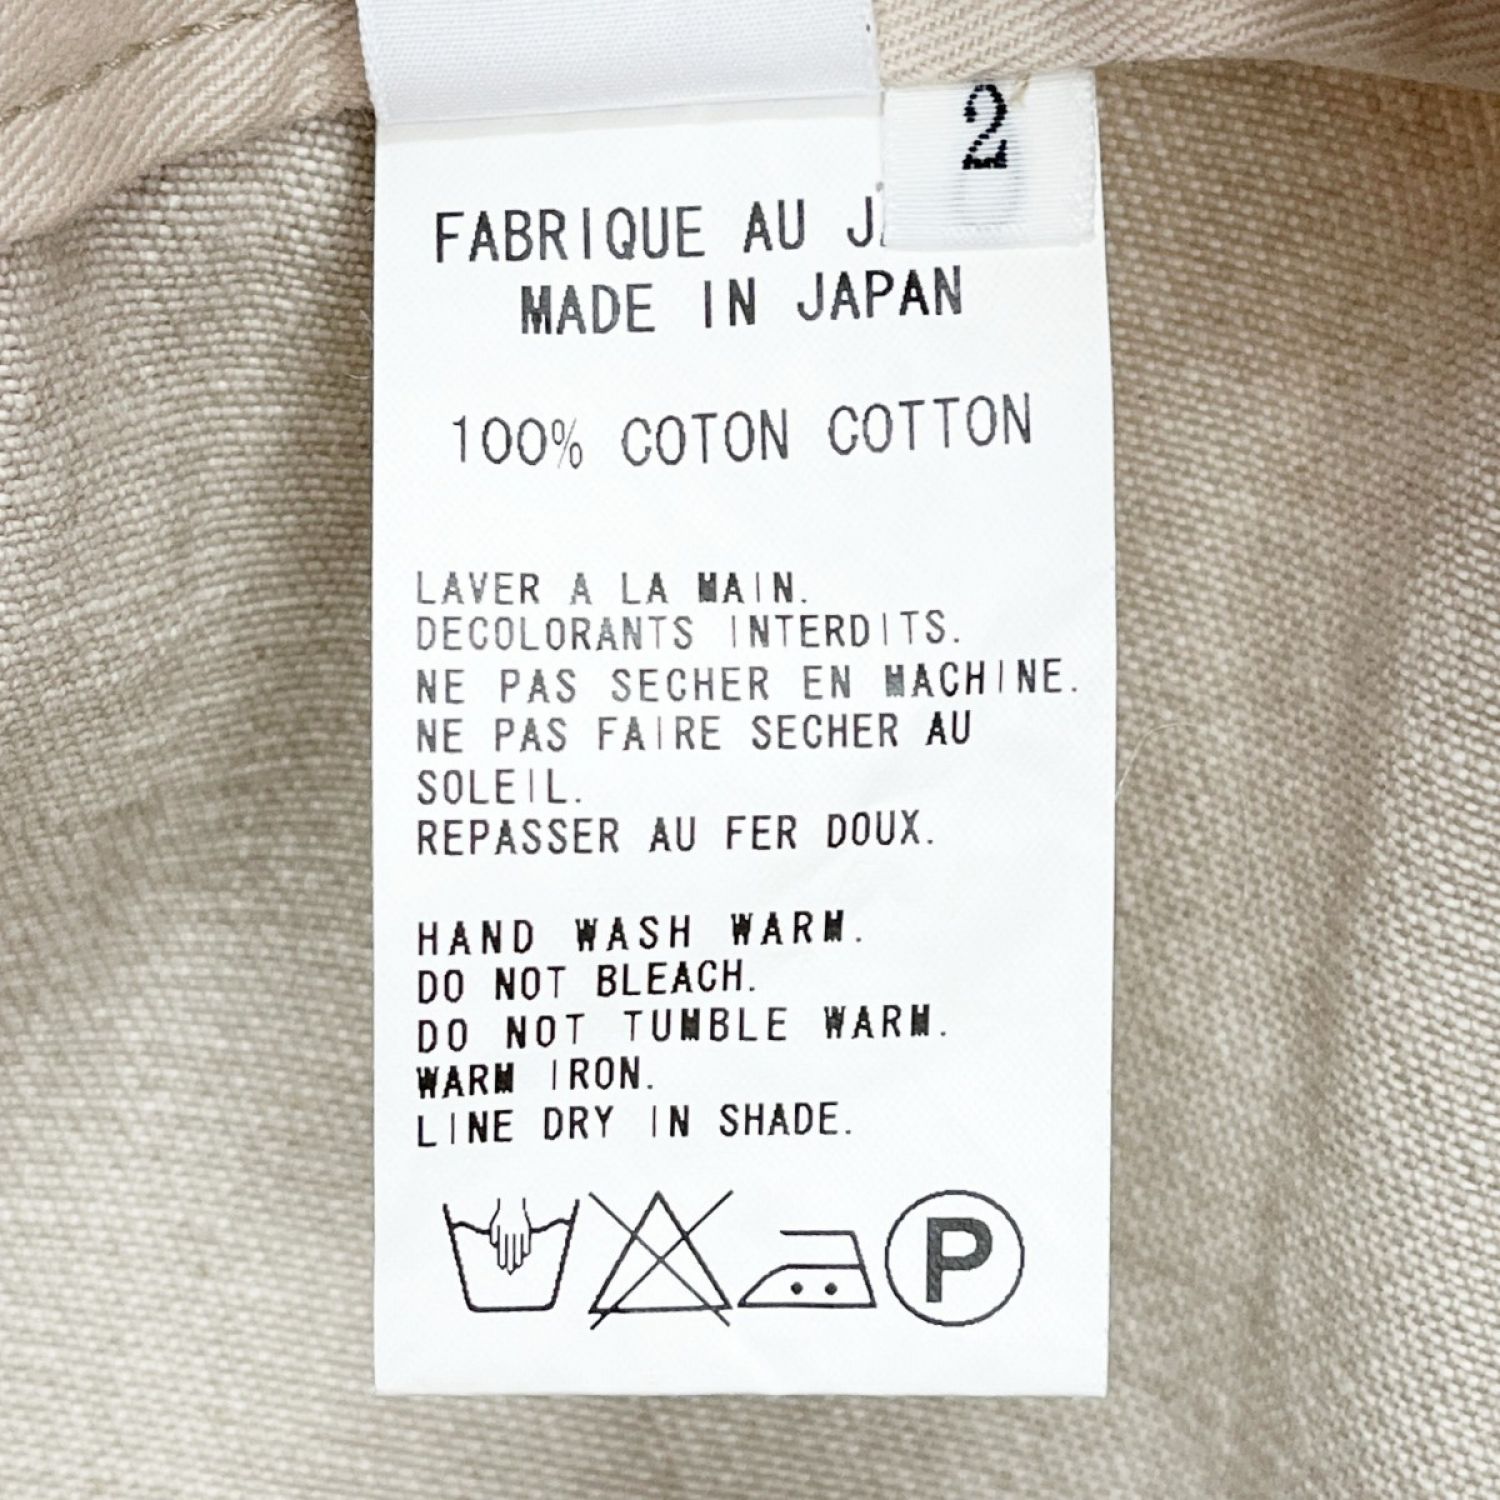 2
FABRIQUE AU
MADE IN JAPAN
100% COTON COTTON
LAVER A LA MAIN.
DECOLORANTS INTERDITS.
NE PAS SECHER EN MACHINE.
NE PAS FAIRE SECHER AU
SOLEIL.
REPASSER AU FER DOUX.
HAND WASH WARM.
DO NOT BLEACH.
DO NOT TUMBLE WARM.
WARM IRON.
LINE DRY IN SHADE.
P